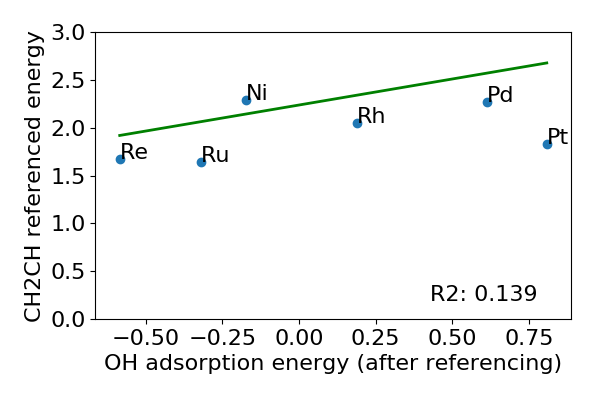 CH2CH referenced energy
3.0
2.5
2.0
1.5
1.0
0.5
0.0
Re
Ru
Ni
Rh
Pd
Pt
R2: 0.139
−0.50 −0.25 0.00 0.25 0.50 0.75
OH adsorption energy (after referencing)